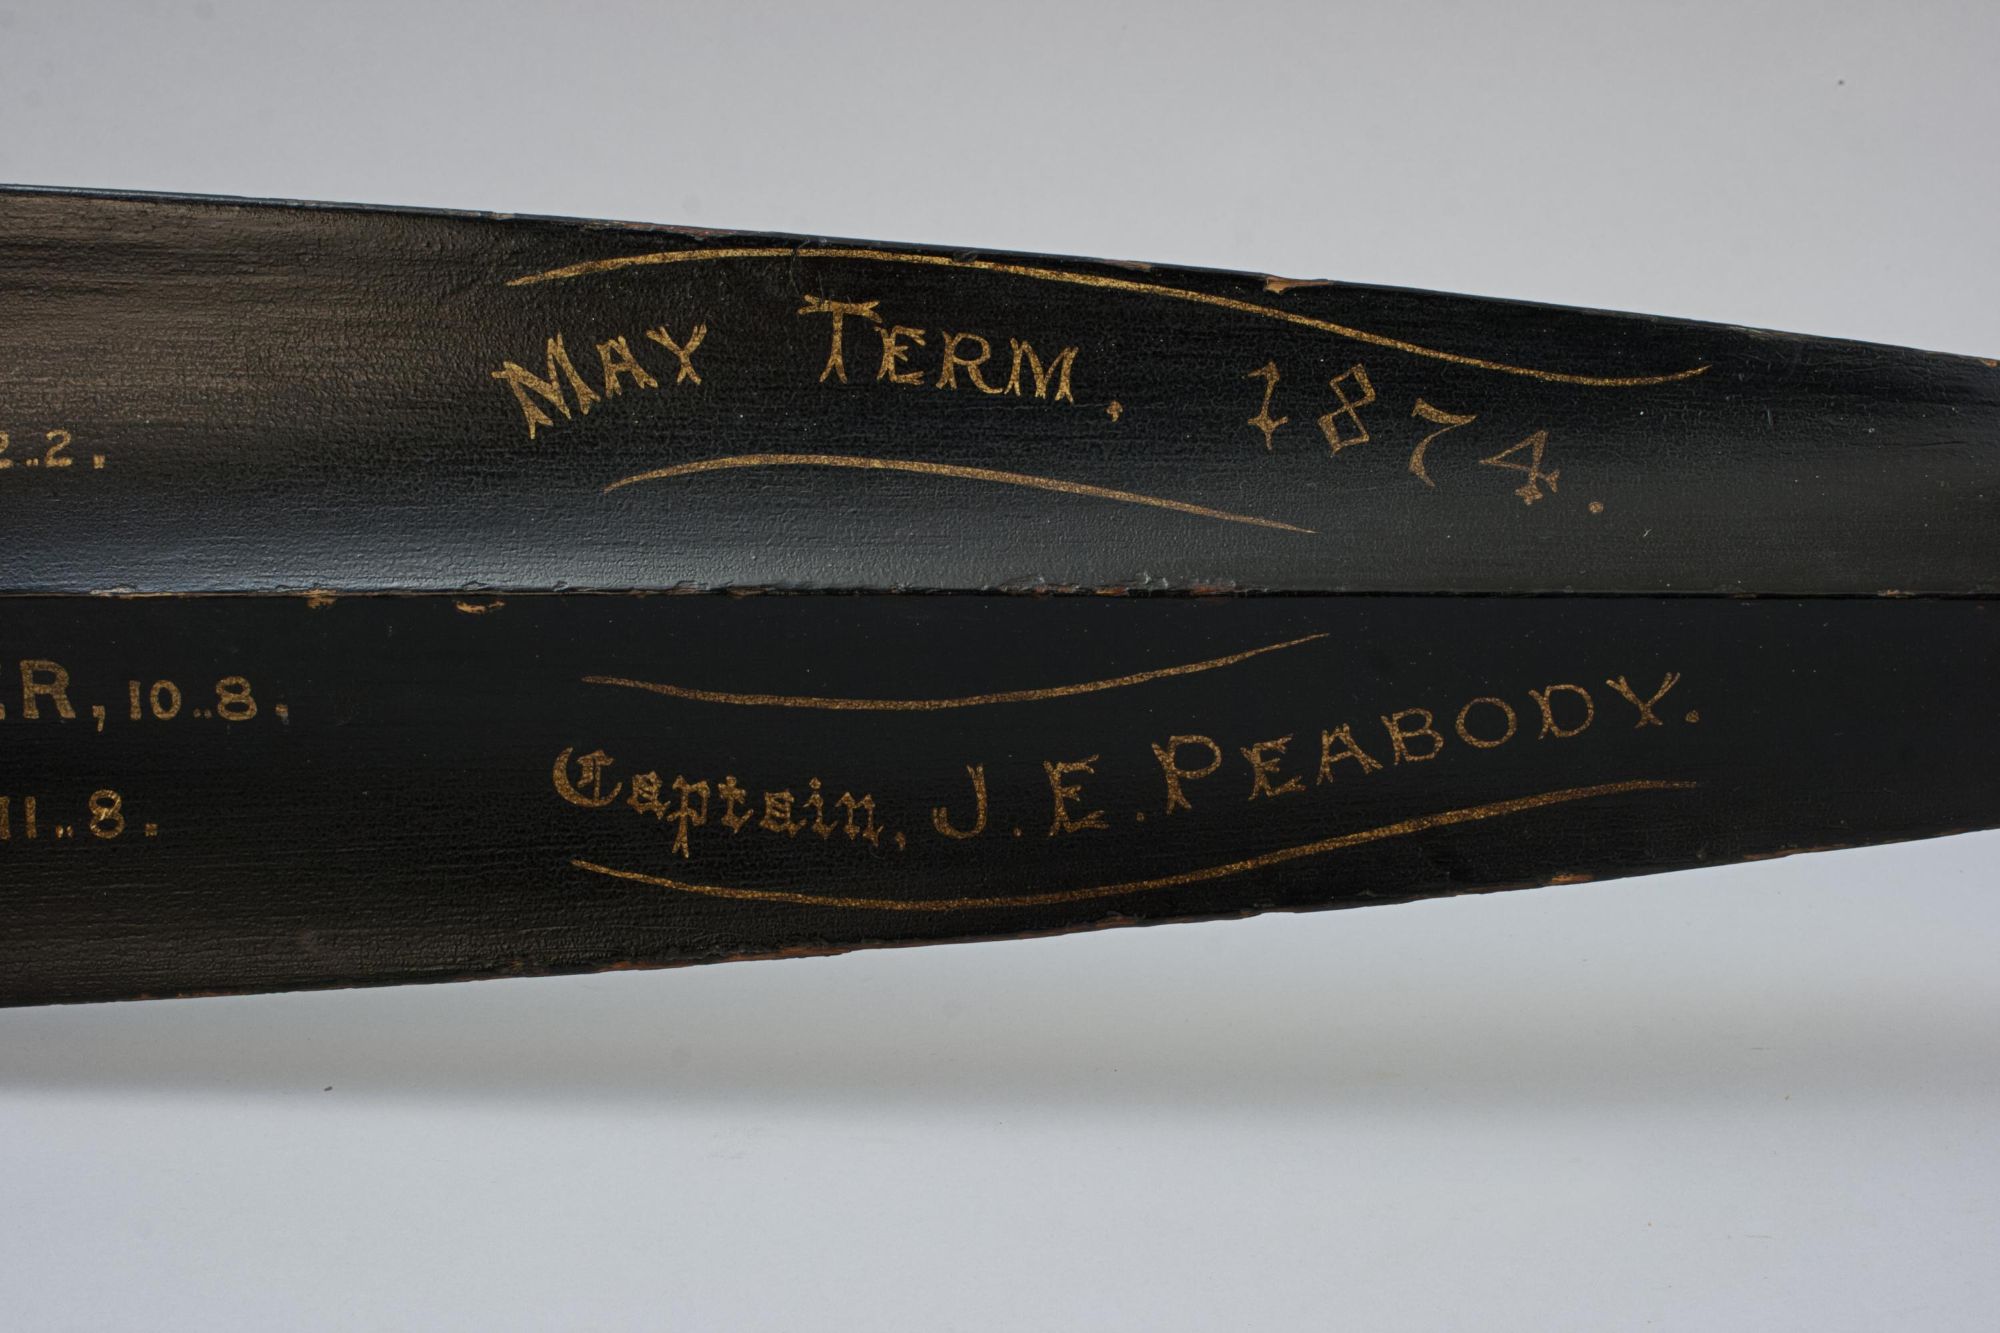 2..2.
May Term, 1874.
R, 10..8.
11..8.
Captain, J. E. Peabody.